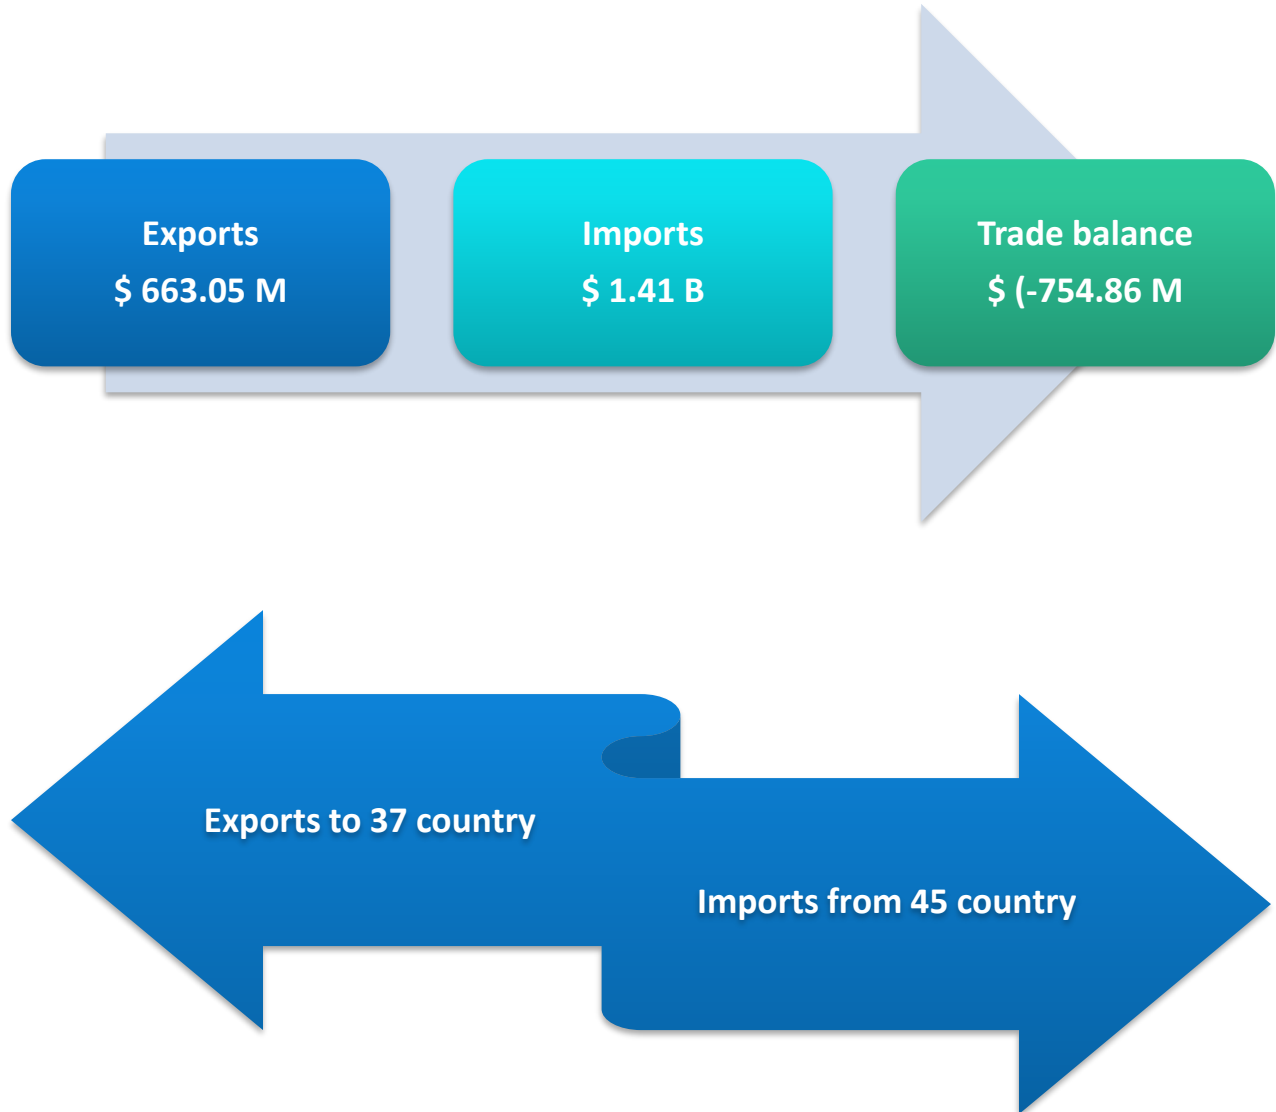 Exports
$ 663.05 M
Imports
$ 1.41 B
Trade balance
$ (-754.86 M
Exports to 37 country
Imports from 45 country